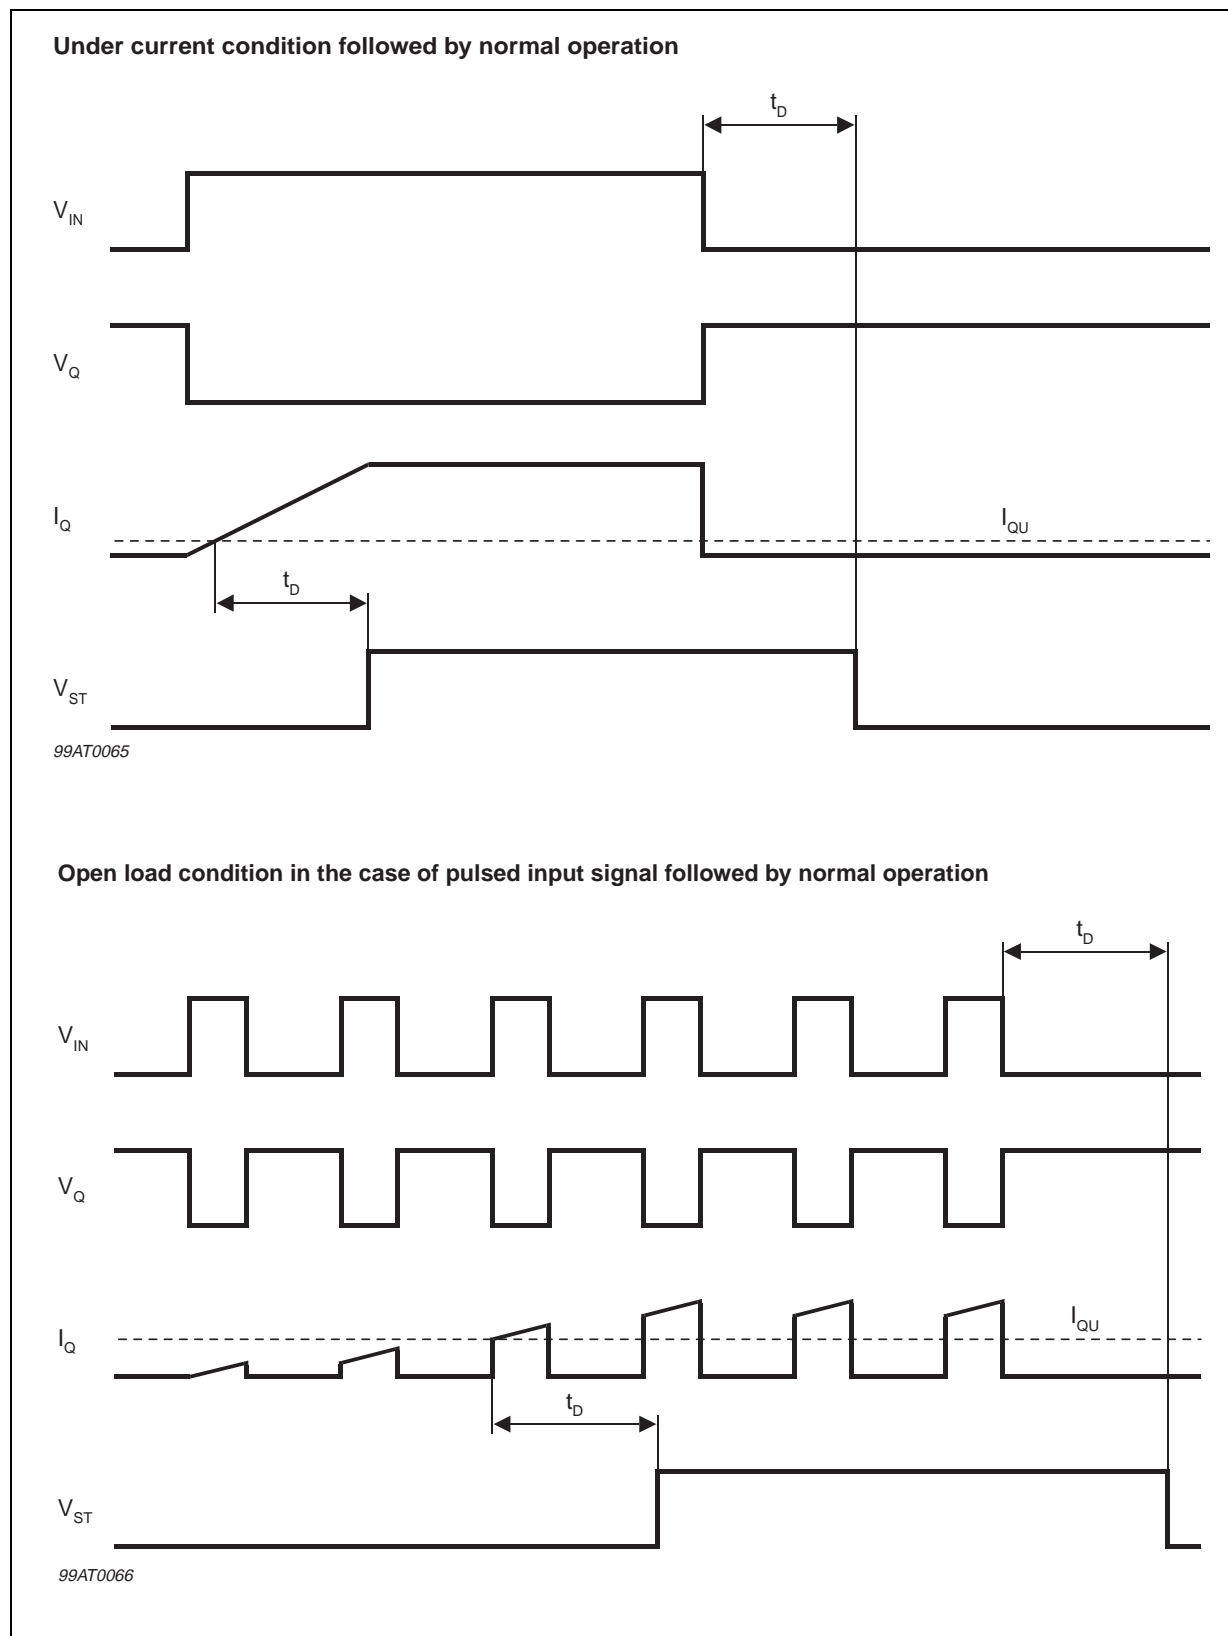 Under current condition followed by normal operation
t_D
V_IN
V_Q
I_Q
I_QU
t_D
V_ST
99AT0065
Open load condition in the case of pulsed input signal followed by normal operation
t_D
V_IN
V_Q
I_QU
I_Q
t_D
V_ST
99AT0066